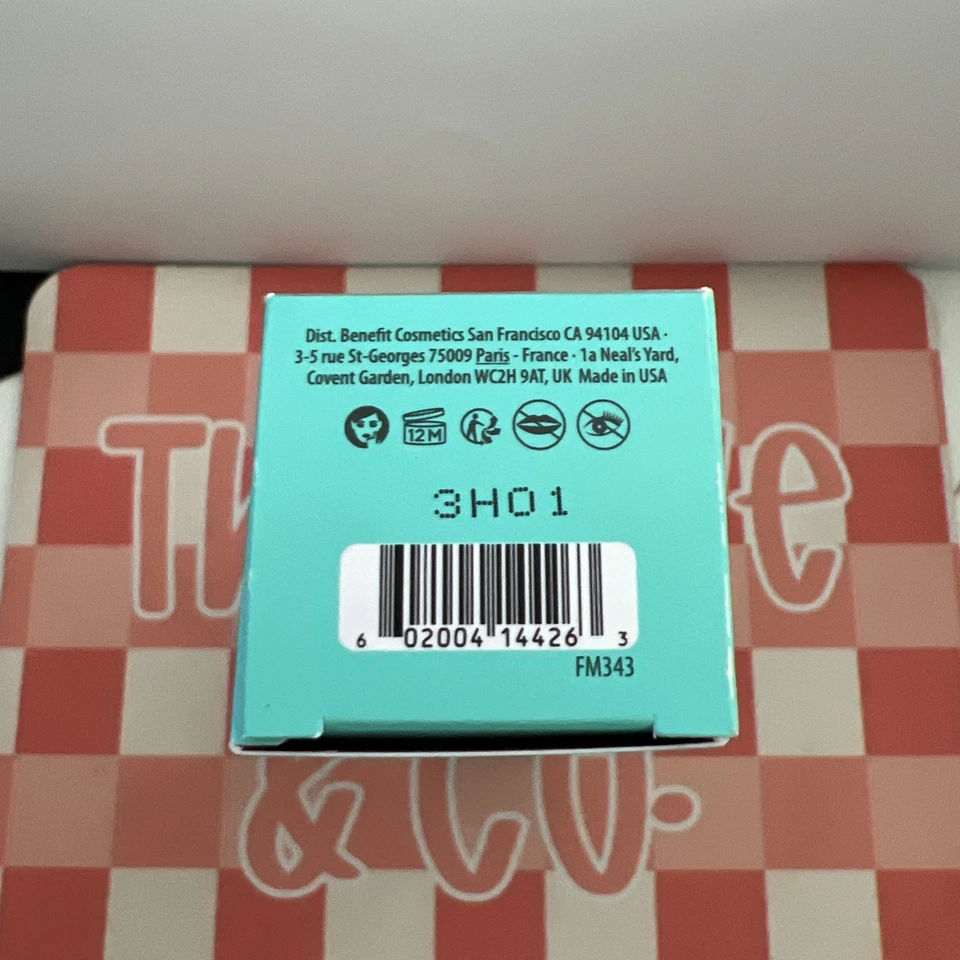 Dist. Benefit Cosmetics San Francisco CA 94104 USA ·
3-5 rue St-Georges 75009 Paris - France · 1a Neal's Yard,
Covent Garden, London WC2H 9AT, UK Made in USA
12M
3H01
6 02004 14426 3
FM343
& CO.